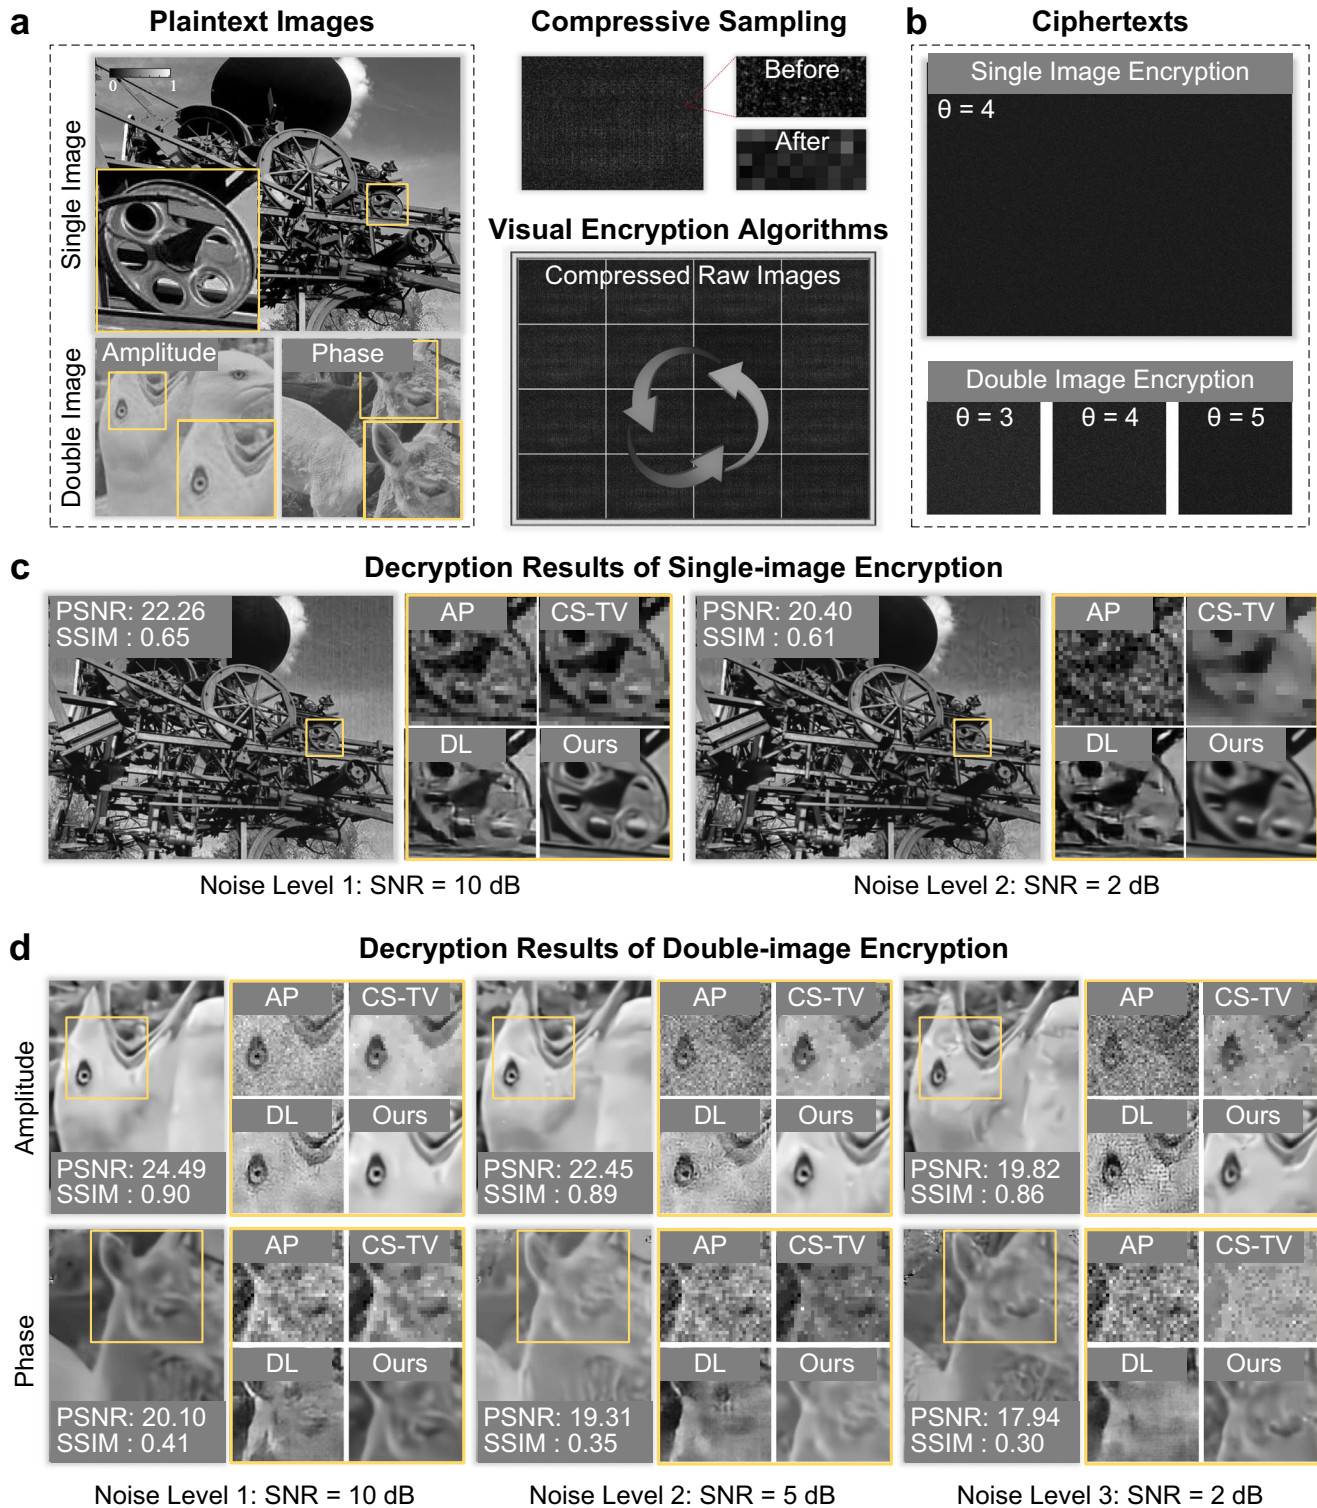 a
Plaintext Images
Single Image
0
1
Double Image
Amplitude
Phase
Compressive Sampling
Before
After
Visual Encryption Algorithms
Compressed Raw Images
b
Ciphertexts
Single Image Encryption
θ = 4
Double Image Encryption
θ = 3
θ = 4
θ = 5
c
Decryption Results of Single-image Encryption
PSNR: 22.26
SSIM : 0.65
AP
CS-TV
DL
Ours
Noise Level 1: SNR = 10 dB
PSNR: 20.40
SSIM : 0.61
AP
CS-TV
DL
Ours
Noise Level 2: SNR = 2 dB
d
Decryption Results of Double-image Encryption
Amplitude
PSNR: 24.49
SSIM : 0.90
AP
CS-TV
DL
Ours
PSNR: 22.45
SSIM : 0.89
AP
CS-TV
DL
Ours
PSNR: 19.82
SSIM : 0.86
AP
CS-TV
DL
Ours
Phase
PSNR: 20.10
SSIM : 0.41
AP
CS-TV
DL
Ours
PSNR: 19.31
SSIM : 0.35
AP
CS-TV
DL
Ours
PSNR: 17.94
SSIM : 0.30
AP
CS-TV
DL
Ours
Noise Level 1: SNR = 10 dB
Noise Level 2: SNR = 5 dB
Noise Level 3: SNR = 2 dB